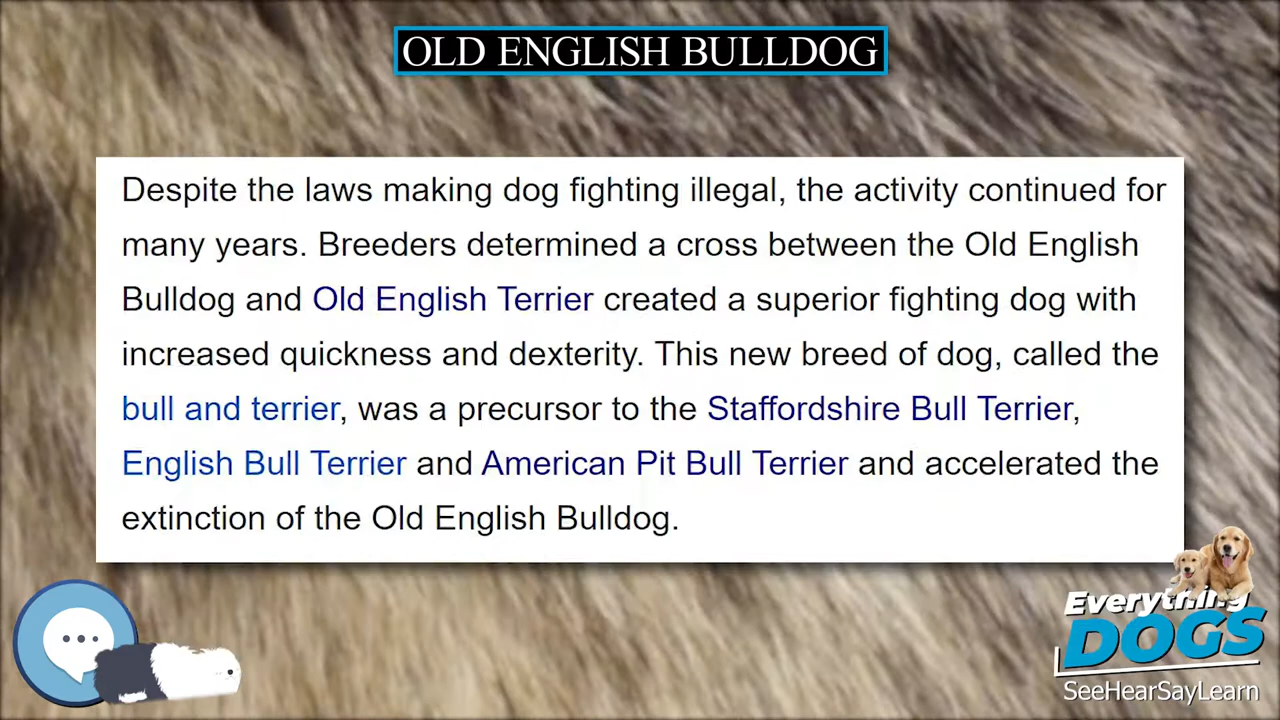 OLD ENGLISH BULLDOG
Despite the laws making dog fighting illegal, the activity continued for
many years. Breeders determined a cross between the Old English
Bulldog and Old English Terrier created a superior fighting dog with
increased quickness and dexterity. This new breed of dog, called the
bull and terrier, was a precursor to the Staffordshire Bull Terrier,
English Bull Terrier and American Pit Bull Terrier and accelerated the
extinction of the Old English Bulldog.
Everything
DOGS
SeeHearSayLearn